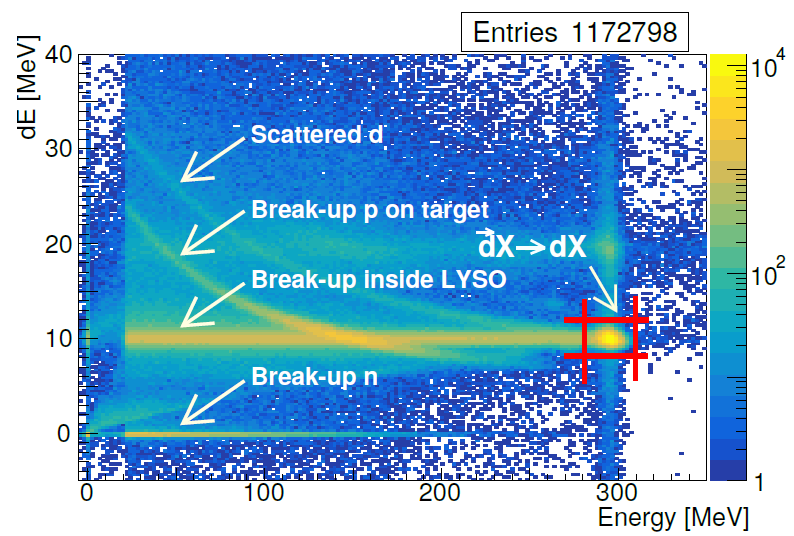 Entries 1172798
dE [MeV]
40
30
20
10
0
Scattered d
Break-up p on target
d⃗X→dX
Break-up inside LYSO
Break-up n
10⁴
10²
1
0
100
200
300
Energy [MeV]